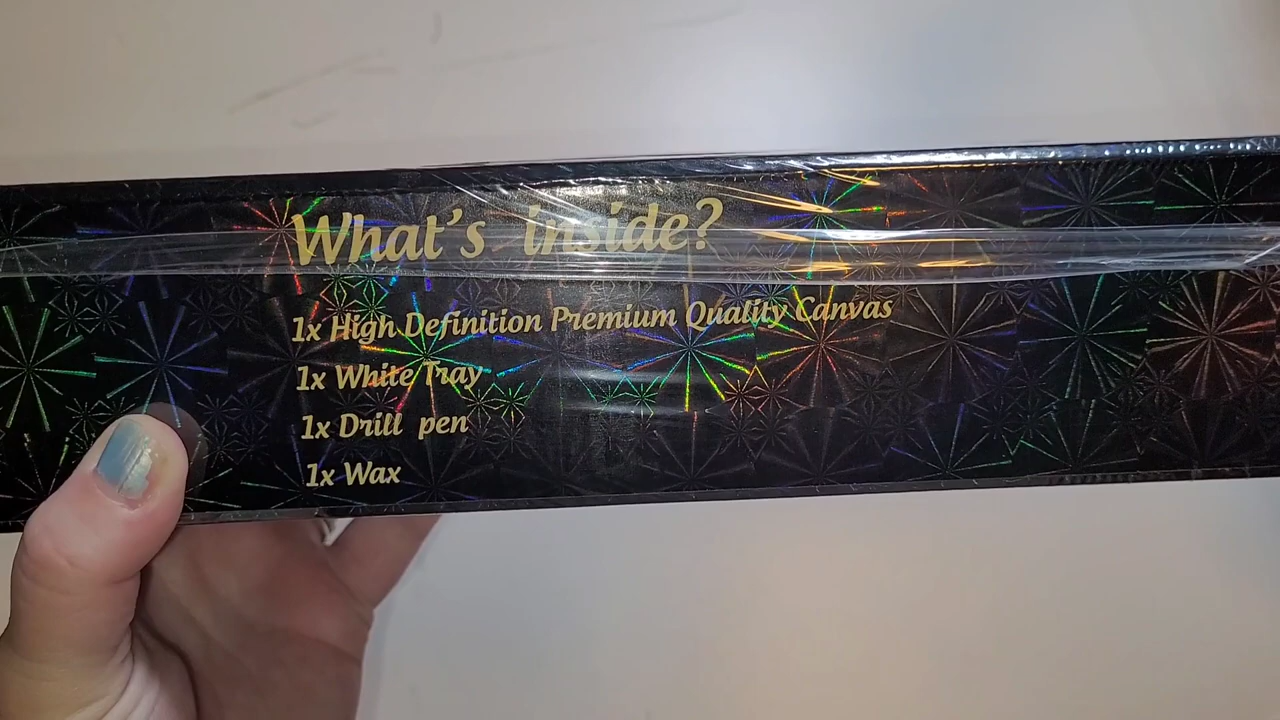 What's inside?
1x High Definition Premium Quality Canvas
1x White Tray
1x Drill pen
1x Wax